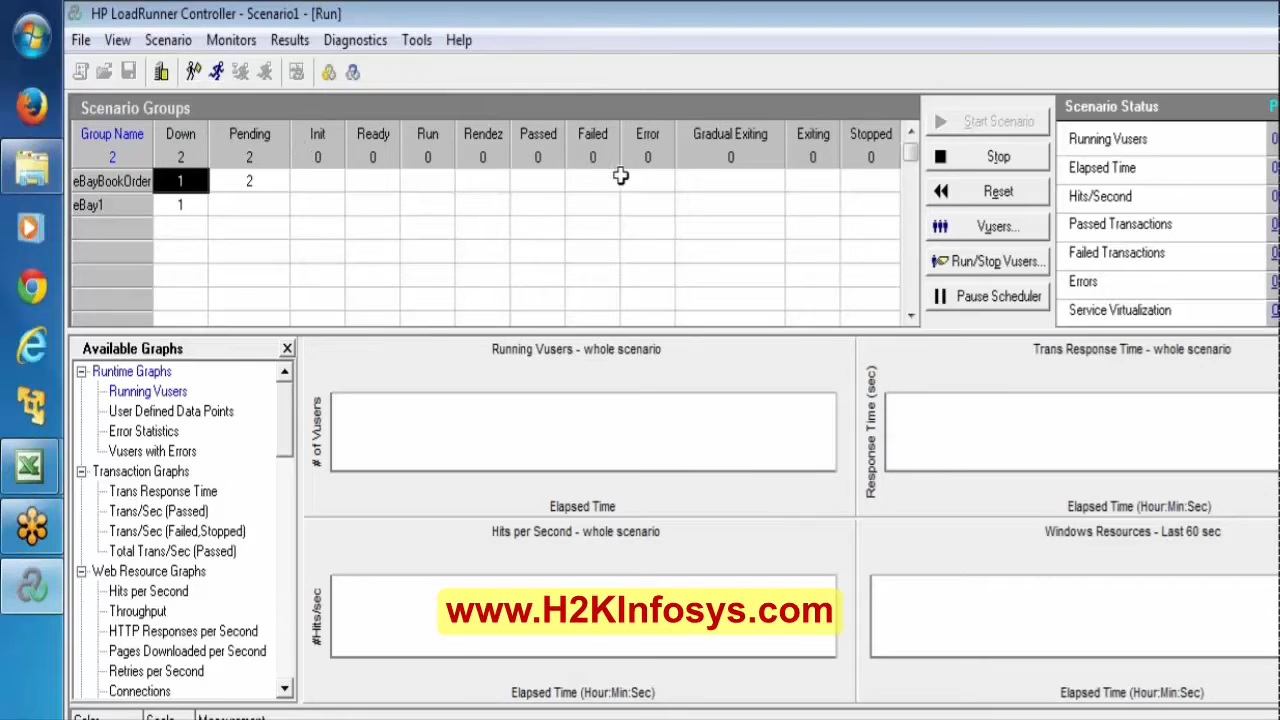 HP LoadRunner Controller - Scenario1 - [Run]
File View Scenario Monitors Results Diagnostics Tools Help
Scenario Groups
Group Name Down Pending Init Ready Run Rendez Passed Failed Error Gradual Exiting Exiting Stopped
2 2 2 0 0 0 0 0 0 0 0 0 0
eBayBookOrder 1 2
eBay1 1
Start Scenario
Stop
Reset
Vusers...
Run/Stop Vusers...
Pause Scheduler
Scenario Status
Running Vusers
Elapsed Time
Hits/Second
Passed Transactions
Failed Transactions
Errors
Service Virtualization
Available Graphs
Runtime Graphs
Running Vusers
User Defined Data Points
Error Statistics
Vusers with Errors
Transaction Graphs
Trans Response Time
Trans/Sec (Passed)
Trans/Sec (Failed,Stopped)
Total Trans/Sec (Passed)
Web Resource Graphs
Hits per Second
Throughput
HTTP Responses per Second
Pages Downloaded per Second
Retries per Second
Connections
Running Vusers - whole scenario
# of Vusers
Elapsed Time
Trans Response Time - whole scenario
Response Time (sec)
Elapsed Time (Hour:Min:Sec)
Hits per Second - whole scenario
#Hits/sec
Elapsed Time (Hour:Min:Sec)
Windows Resources - Last 60 sec
Elapsed Time (Hour:Min:Sec)
www.H2KInfosys.com
Color Scale Measurement